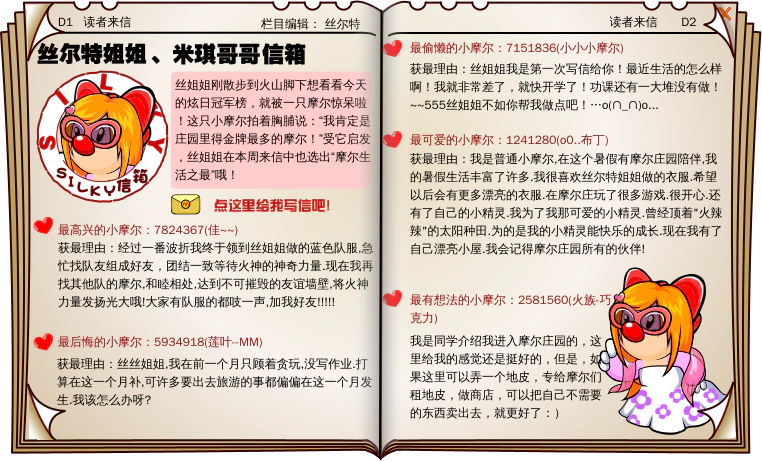 D1 读者来信
栏目编辑：丝尔特
丝尔特姐姐、米琪哥哥信箱
SILKY
SILKY信箱
丝姐姐刚散步到火山脚下想看看今天
的炫日冠军榜，就被一只摩尔惊呆啦
！这只小摩尔拍着胸脯说：“我肯定是
庄园里得金牌最多的摩尔！”受它启发
，丝姐姐在本周来信中也选出“摩尔生
活之最”哦！
点这里给我写信吧!
最高兴的小摩尔：7824367(佳~~)
获最理由：经过一番波折我终于领到丝姐姐做的蓝色队服,急
忙找队友组成好友，团结一致等待火神的神奇力量.现在我再
找其他队的摩尔,和睦相处,达到不可摧毁的友谊墙壁,将火神
力量发扬光大哦!大家有队服的都吱一声,加我好友!!!!!
最后悔的小摩尔：5934918(莲叶--MM)
获最理由：丝丝姐姐,我在前一个月只顾着贪玩,没写作业.打
算在这一个月补,可许多要出去旅游的事都偏偏在这一个月发
生.我该怎么办呀?
读者来信 D2
最偷懒的小摩尔：7151836(小小小摩尔)
获最理由：丝姐姐我是第一次写信给你！最近生活的怎么样
啊！我就非常差了，就快开学了！功课还有一大堆没有做！
~~555丝姐姐不如你帮我做点吧！…o(∩_∩)o...
最可爱的小摩尔：1241280(o0..布丁)
获最理由：我是普通小摩尔,在这个暑假有摩尔庄园陪伴,我
的暑假生活丰富了许多.我很喜欢丝尔特姐姐做的衣服.希望
以后会有更多漂亮的衣服.在摩尔庄玩了很多游戏.很开心.还
有了自己的小精灵.我为了我那可爱的小精灵.曾经顶着"火辣
辣"的太阳种田.为的是我的小精灵能快乐的成长.现在我有了
自己漂亮小屋.我会记得摩尔庄园所有的伙伴!
最有想法的小摩尔：2581560(火族-巧
克力)
我是同学介绍我进入摩尔庄园的，这
里给我的感觉还是挺好的，但是，如
果这里可以弄一个地皮，专给摩尔们
租地皮，做商店，可以把自己不需要
的东西卖出去，就更好了：）